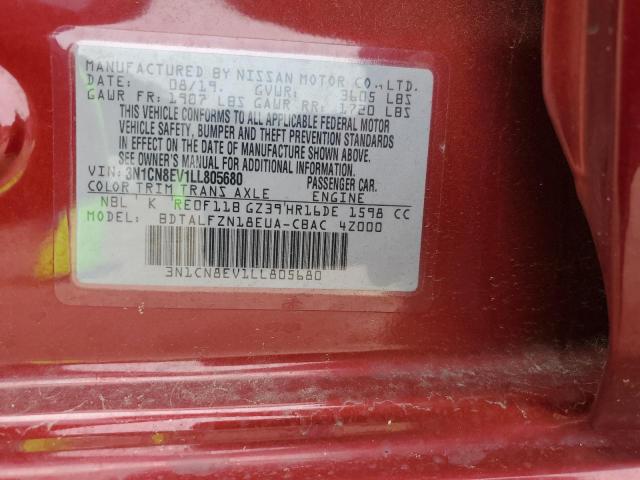 MANUFACTURED BY NISSAN MOTOR CO., LTD.
DATE: 08/19. GVWR: 3605 LBS
GAWR FR: 1907 LBS GAWR RR: 1720 LBS
THIS VEHICLE CONFORMS TO ALL APPLICABLE FEDERAL MOTOR
VEHICLE SAFETY, BUMPER AND THEFT PREVENTION STANDARDS
IN EFFECT ON THE DATE OF MANUFACTURE SHOWN ABOVE.
SEE OWNER'S MANUAL FOR ADDITIONAL INFORMATION.
VIN: 3N1CN8EV1LL805680 PASSENGER CAR.
COLOR TRIM TRANS AXLE ENGINE
NBL K RE0F11B GZ39 HR16DE 1598 CC
MODEL: BDTALFZN18EUA-CBAC 4Z000
3N1CN8EV1LL805680